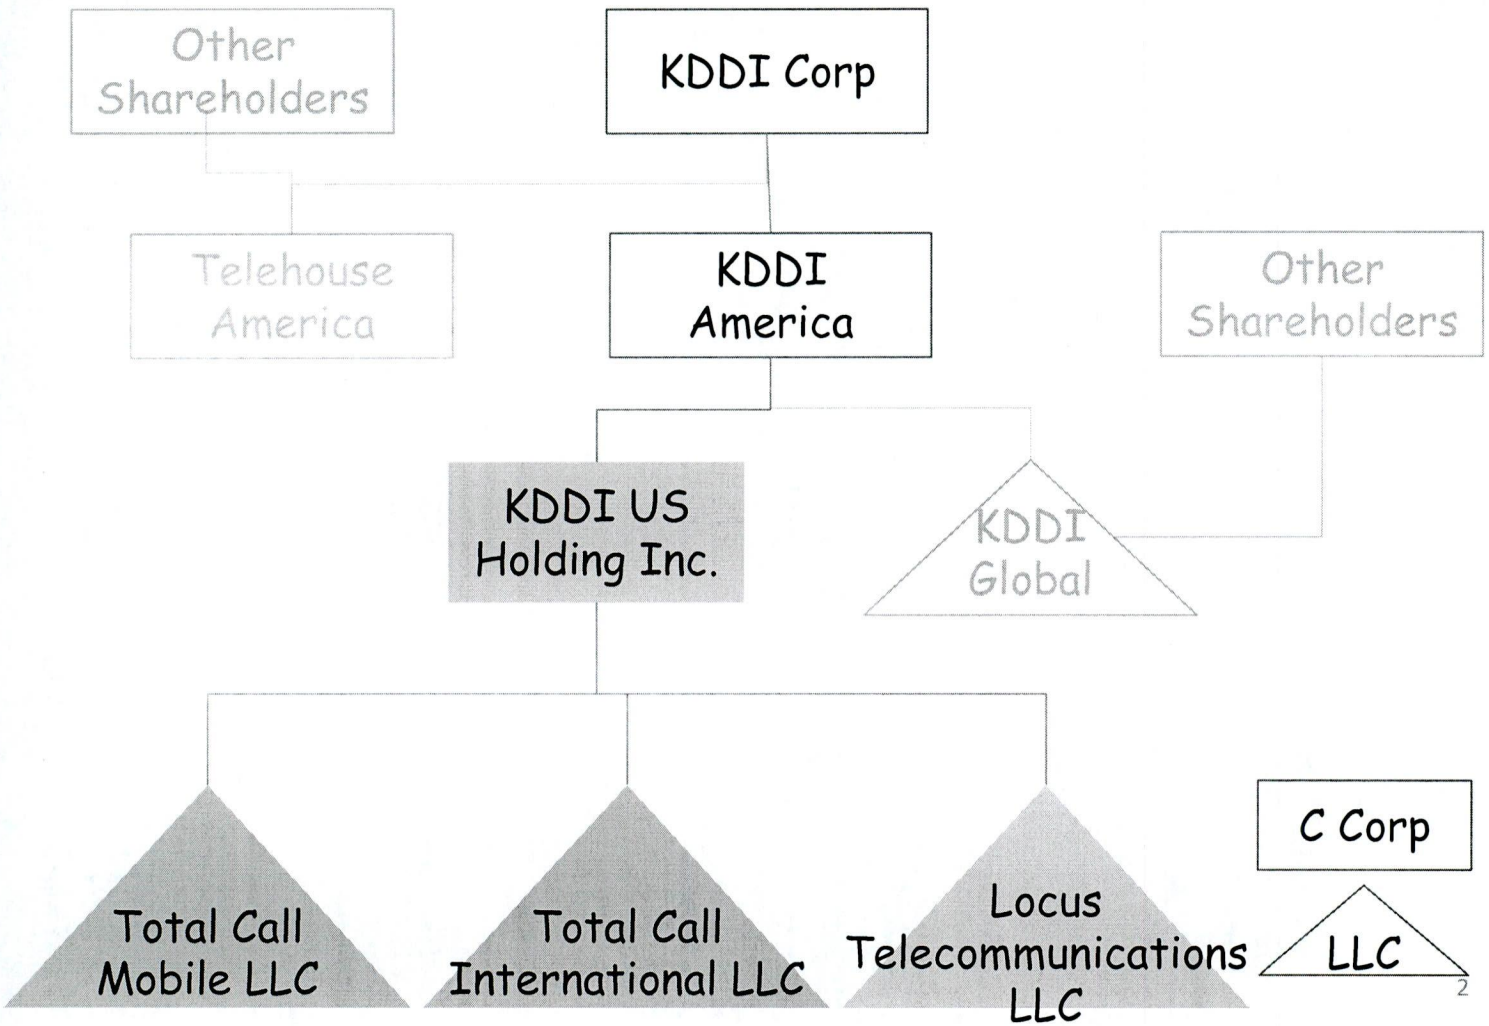 Other
Shareholders
KDDI Corp
Telehouse
America
KDDI
America
Other
Shareholders
KDDI US
Holding Inc.
KDDI
Global
Total Call
Mobile LLC
Total Call
International LLC
Locus
Telecommunications
LLC
C Corp
LLC
2